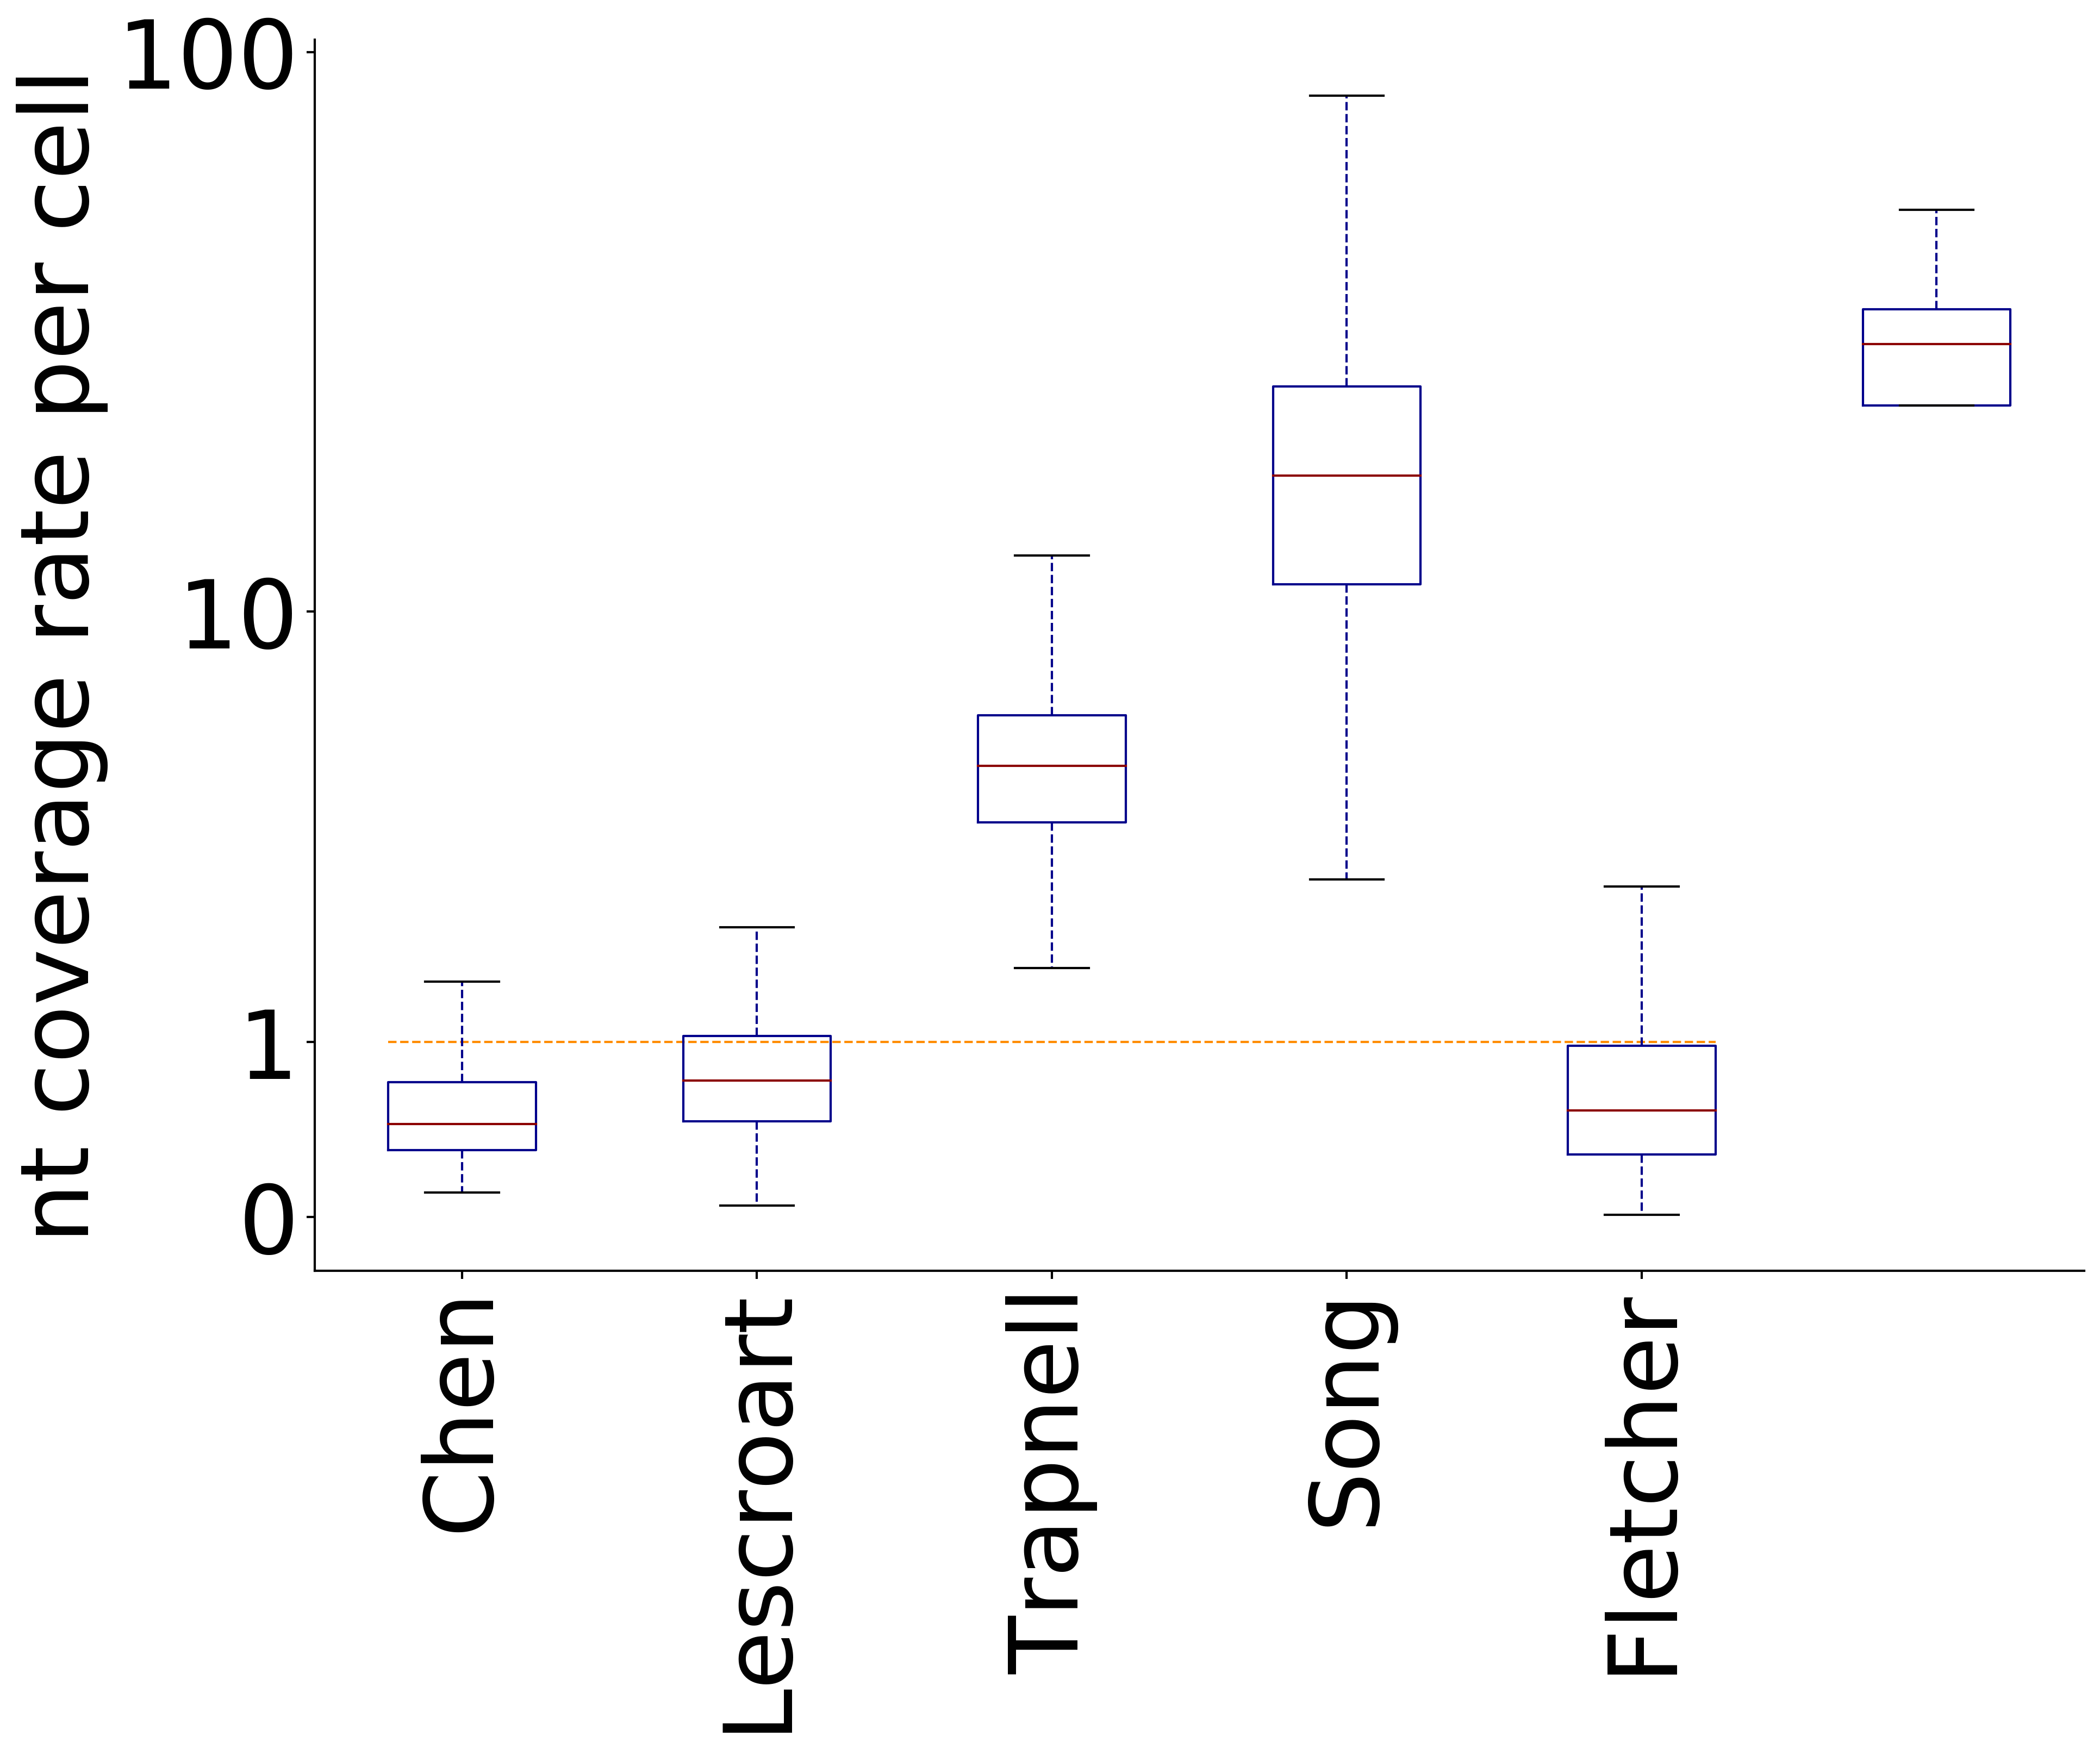 nt coverage rate per cell
100
10
1
0
Chen
Lescroart
Trapnell
Song
Fletcher